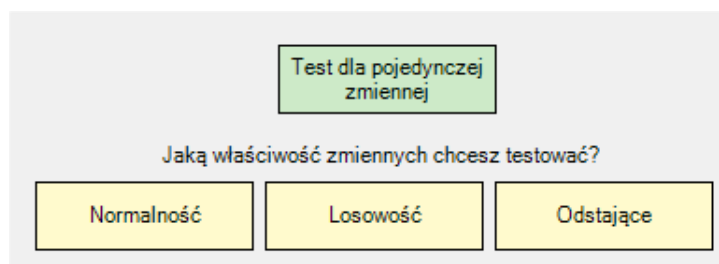 Test dla pojedynczej
zmiennej
Jaką właściwość zmiennych chcesz testować?
Normalność
Losowość
Odstające